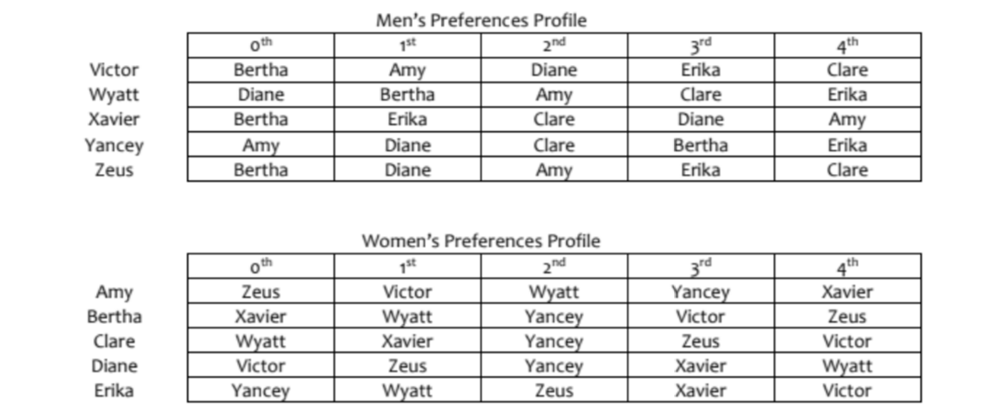 Men's Preferences Profile
0th 1st 2nd 3rd 4th
Victor Bertha Amy Diane Erika Clare
Wyatt Diane Bertha Amy Clare Erika
Xavier Bertha Erika Clare Diane Amy
Yancey Amy Diane Clare Bertha Erika
Zeus Bertha Diane Amy Erika Clare
Women's Preferences Profile
0th 1st 2nd 3rd 4th
Amy Zeus Victor Wyatt Yancey Xavier
Bertha Xavier Wyatt Yancey Victor Zeus
Clare Wyatt Xavier Yancey Zeus Victor
Diane Victor Zeus Yancey Xavier Wyatt
Erika Yancey Wyatt Zeus Xavier Victor